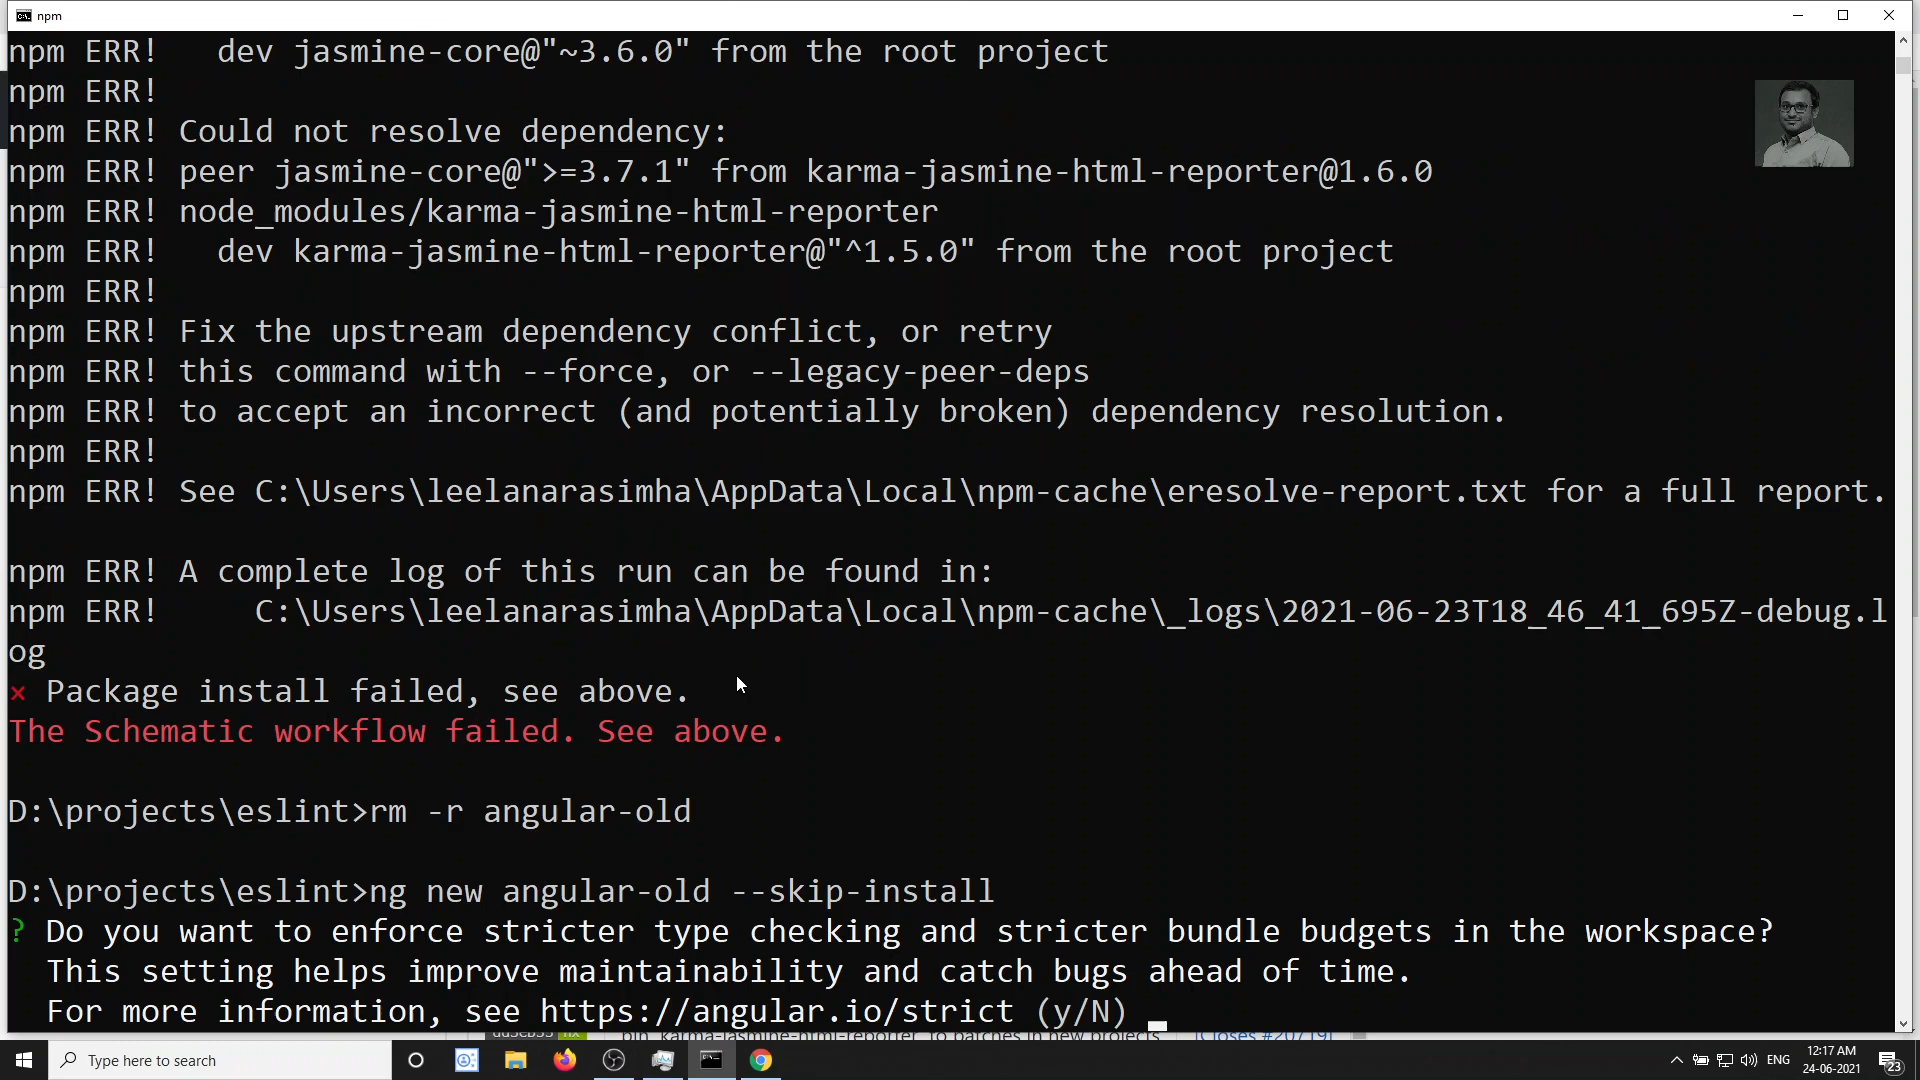 npm
npm ERR!   dev jasmine-core@"~3.6.0" from the root project
npm ERR!
npm ERR! Could not resolve dependency:
npm ERR! peer jasmine-core@">=3.7.1" from karma-jasmine-html-reporter@1.6.0
npm ERR! node_modules/karma-jasmine-html-reporter
npm ERR!   dev karma-jasmine-html-reporter@"^1.5.0" from the root project
npm ERR!
npm ERR! Fix the upstream dependency conflict, or retry
npm ERR! this command with --force, or --legacy-peer-deps
npm ERR! to accept an incorrect (and potentially broken) dependency resolution.
npm ERR!
npm ERR! See C:\Users\leelanarasimha\AppData\Local\npm-cache\eresolve-report.txt for a full report.
npm ERR! A complete log of this run can be found in:
npm ERR!     C:\Users\leelanarasimha\AppData\Local\npm-cache\_logs\2021-06-23T18_46_41_695Z-debug.l
og
× Package install failed, see above.
The Schematic workflow failed. See above.
D:\projects\eslint>rm -r angular-old
D:\projects\eslint>ng new angular-old --skip-install
? Do you want to enforce stricter type checking and stricter bundle budgets in the workspace?
  This setting helps improve maintainability and catch bugs ahead of time.
  For more information, see https://angular.io/strict (y/N)
Type here to search
ENG
12:17 AM
24-06-2021
23